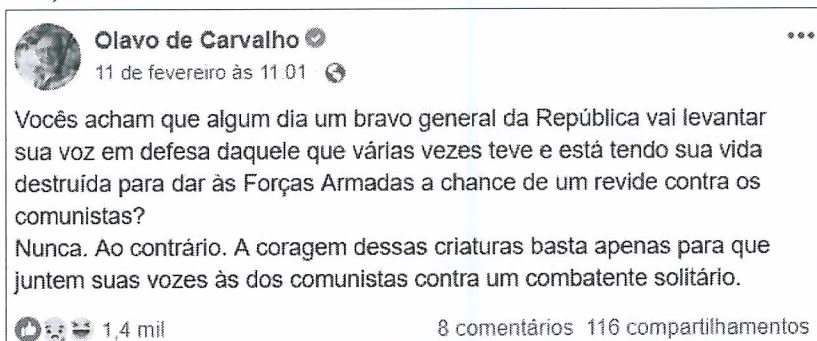 Olavo de Carvalho
11 de fevereiro às 11:01
Vocês acham que algum dia um bravo general da República vai levantar
sua voz em defesa daquele que várias vezes teve e está tendo sua vida
destruída para dar às Forças Armadas a chance de um revide contra os
comunistas?
Nunca. Ao contrário. A coragem dessas criaturas basta apenas para que
juntem suas vozes às dos comunistas contra um combatente solitário.
1,4 mil 8 comentários 116 compartilhamentos